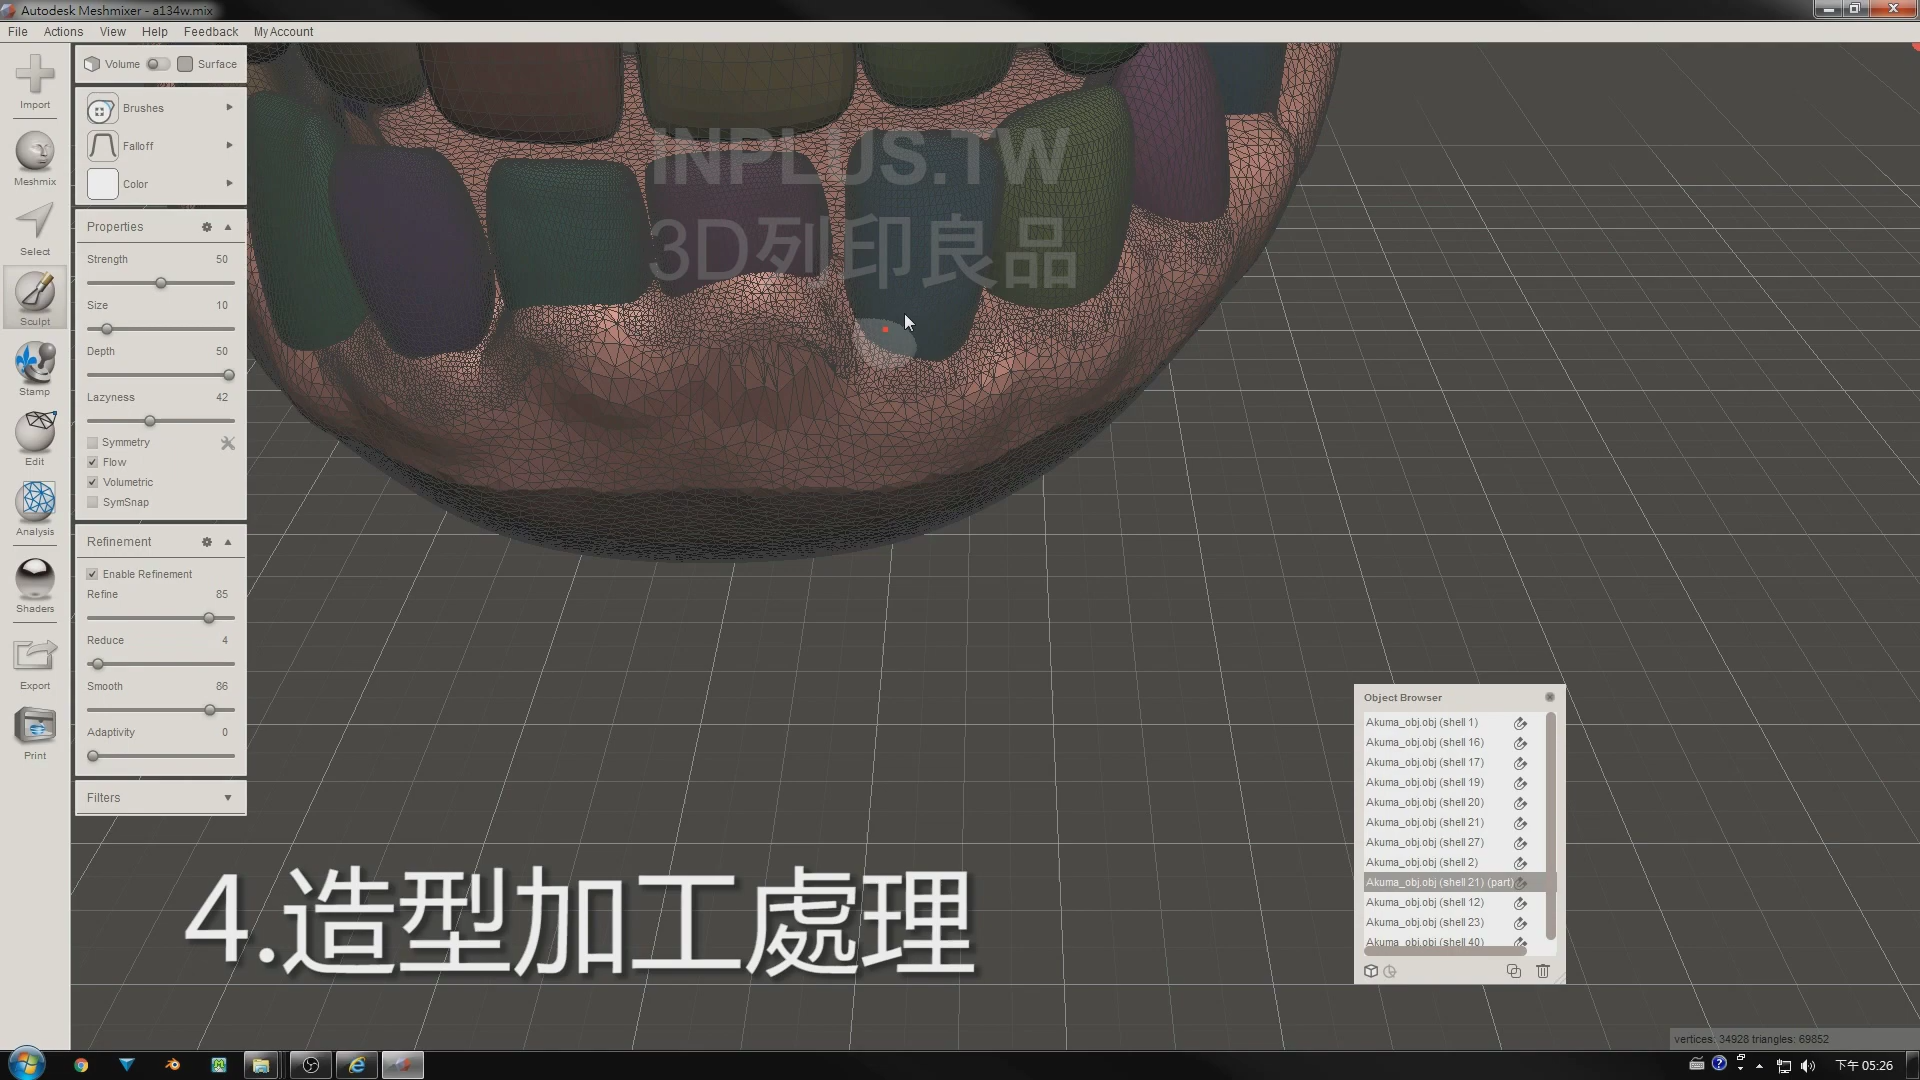 Autodesk Meshmixer - a134w.mix
File Actions View Help Feedback My Account
Import
Meshmix
Select
Sculpt
Stamp
Edit
Analysis
Shaders
Export
Print
Volume Surface
Brushes
Falloff
Color
Properties
Strength 50
Size 10
Depth 50
Lazyness 42
Symmetry
Flow
Volumetric
SymSnap
Refinement
Enable Refinement
Refine 85
Reduce 4
Smooth 86
Adaptivity 0
Filters
INPLUS.TW
3D列印良品
4.造型加工處理
Object Browser
Akuma_obj.obj (shell 1)
Akuma_obj.obj (shell 16)
Akuma_obj.obj (shell 17)
Akuma_obj.obj (shell 19)
Akuma_obj.obj (shell 20)
Akuma_obj.obj (shell 21)
Akuma_obj.obj (shell 27)
Akuma_obj.obj (shell 2)
Akuma_obj.obj (shell 21) (part)
Akuma_obj.obj (shell 12)
Akuma_obj.obj (shell 23)
Akuma_obj.obj (shell 40)
vertices: 34928 triangles: 69852
下午 05:26